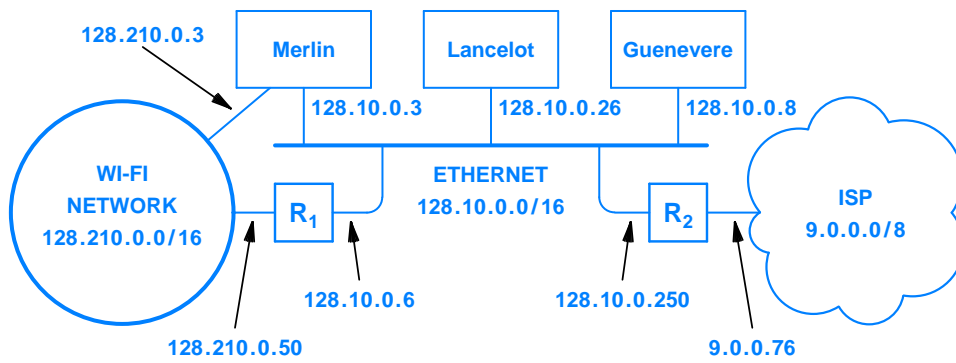 128.210.0.3
Merlin
Lancelot
Guenevere
128.10.0.3
128.10.0.26
128.10.0.8
WI-FI
NETWORK
128.210.0.0/16
R1
ETHERNET
128.10.0.0/16
R2
ISP
9.0.0.0/8
128.10.0.6
128.10.0.250
128.210.0.50
9.0.0.76